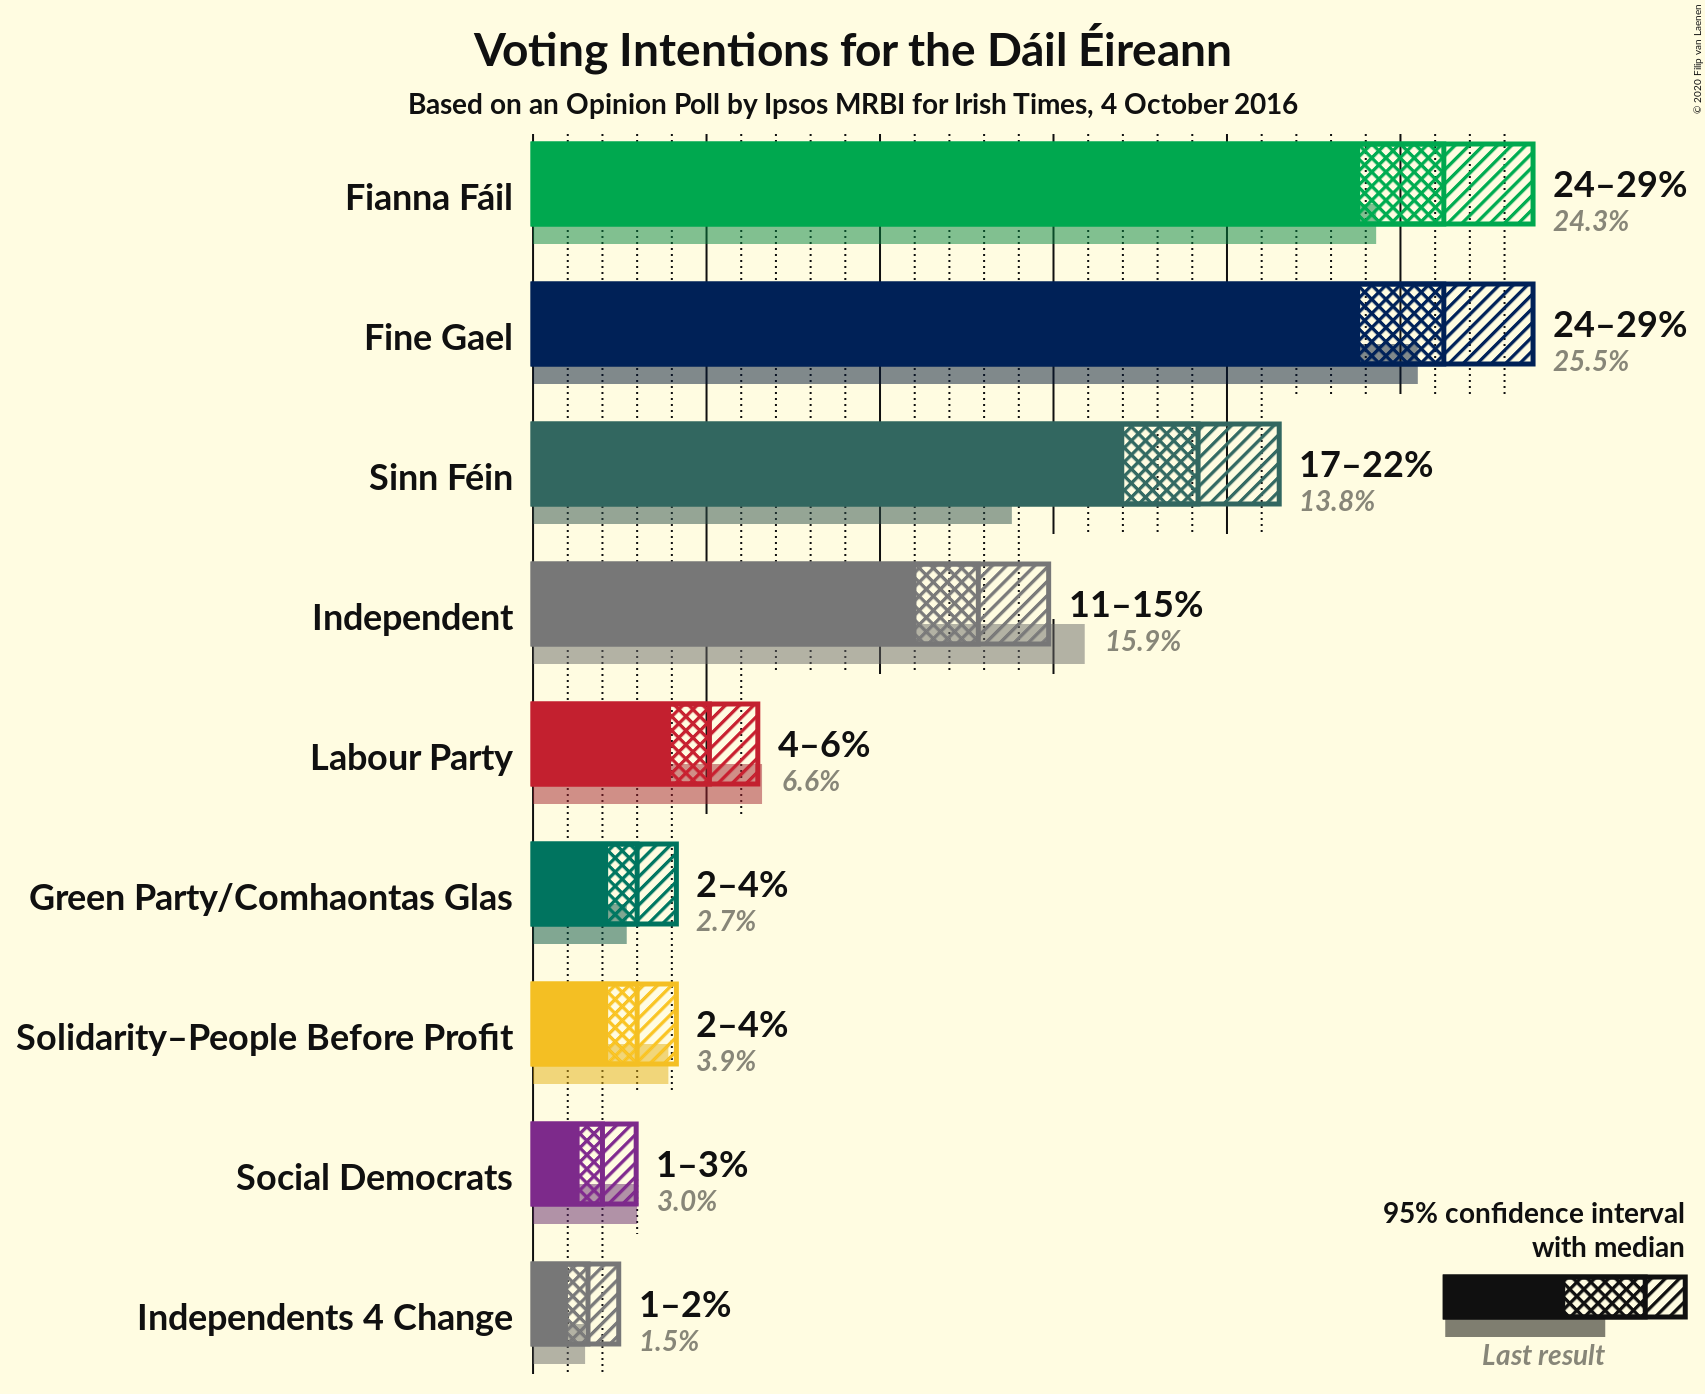 Voting Intentions for the Dáil Éireann
Based on an Opinion Poll by Ipsos MRBI for Irish Times, 4 October 2016
© 2020 Filip van Laenen
Fianna Fáil
24–29%
24.3%
Fine Gael
24–29%
25.5%
Sinn Féin
17–22%
13.8%
Independent
11–15%
15.9%
Labour Party
4–6%
6.6%
Green Party/Comhaontas Glas
2–4%
2.7%
Solidarity–People Before Profit
2–4%
3.9%
Social Democrats
1–3%
3.0%
Independents 4 Change
1–2%
1.5%
95% confidence interval
with median
Last result